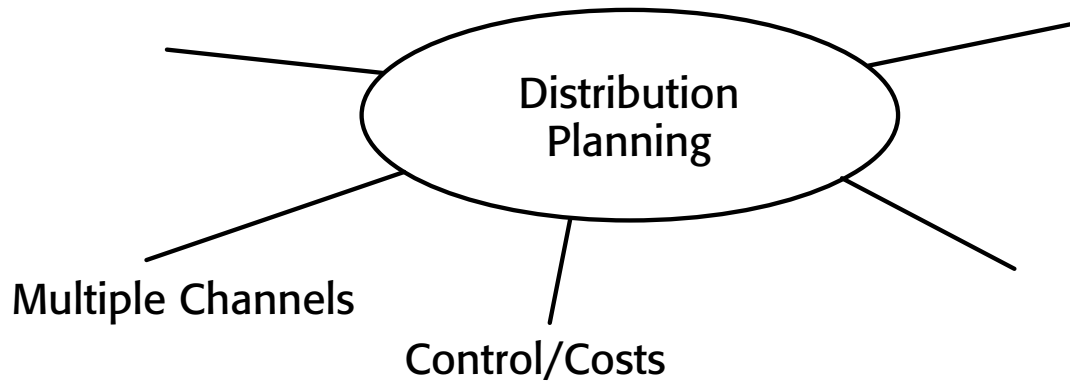 Distribution
Planning
Multiple Channels
Control/Costs